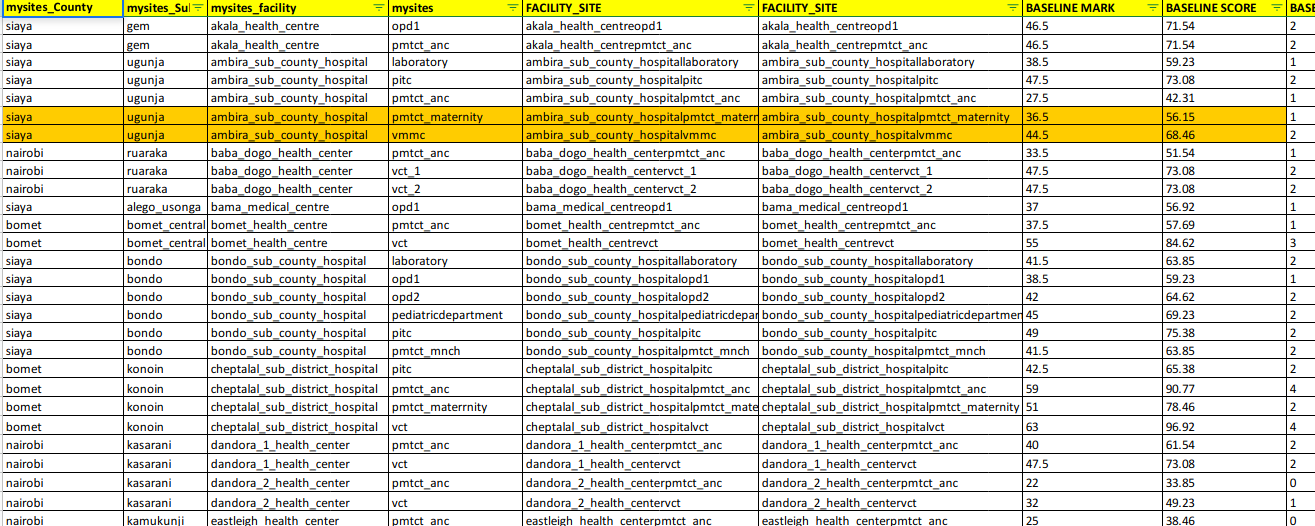 mysites_County mysites_Sul mysites_facility mysites FACILITY_SITE FACILITY_SITE BASELINE MARK BASELINE SCORE BASE
siaya gem akala_health_centre opd1 akala_health_centreopd1 akala_health_centreopd1 46.5 71.54 2
siaya gem akala_health_centre pmtct_anc akala_health_centrepmtct_anc akala_health_centrepmtct_anc 46.5 71.54 2
siaya ugunja ambira_sub_county_hospital laboratory ambira_sub_county_hospitallaboratory ambira_sub_county_hospitallaboratory 38.5 59.23 1
siaya ugunja ambira_sub_county_hospital pitc ambira_sub_county_hospitalpitc ambira_sub_county_hospitalpitc 47.5 73.08 2
siaya ugunja ambira_sub_county_hospital pmtct_anc ambira_sub_county_hospitalpmtct_anc ambira_sub_county_hospitalpmtct_anc 27.5 42.31 1
siaya ugunja ambira_sub_county_hospital pmtct_maternity ambira_sub_county_hospitalpmtct_materr ambira_sub_county_hospitalpmtct_maternity 36.5 56.15 1
siaya ugunja ambira_sub_county_hospital vmmc ambira_sub_county_hospitalvmmc ambira_sub_county_hospitalvmmc 44.5 68.46 2
nairobi ruaraka baba_dogo_health_center pmtct_anc baba_dogo_health_centerpmtct_anc baba_dogo_health_centerpmtct_anc 33.5 51.54 1
nairobi ruaraka baba_dogo_health_center vct_1 baba_dogo_health_centervct_1 baba_dogo_health_centervct_1 47.5 73.08 2
nairobi ruaraka baba_dogo_health_center vct_2 baba_dogo_health_centervct_2 baba_dogo_health_centervct_2 47.5 73.08 2
siaya alego_usonga bama_medical_centre opd1 bama_medical_centreopd1 bama_medical_centreopd1 37 56.92 1
bomet bomet_central bomet_health_centre pmtct_anc bomet_health_centrepmtct_anc bomet_health_centrepmtct_anc 37.5 57.69 1
bomet bomet_central bomet_health_centre vct bomet_health_centrevct bomet_health_centrevct 55 84.62 3
siaya bondo bondo_sub_county_hospital laboratory bondo_sub_county_hospitallaboratory bondo_sub_county_hospitallaboratory 41.5 63.85 2
siaya bondo bondo_sub_county_hospital opd1 bondo_sub_county_hospitalopd1 bondo_sub_county_hospitalopd1 38.5 59.23 1
siaya bondo bondo_sub_county_hospital opd2 bondo_sub_county_hospitalopd2 bondo_sub_county_hospitalopd2 42 64.62 2
siaya bondo bondo_sub_county_hospital pediatricdepartment bondo_sub_county_hospitalpediatricdepar bondo_sub_county_hospitalpediatricdepartmen 45 69.23 2
siaya bondo bondo_sub_county_hospital pitc bondo_sub_county_hospitalpitc bondo_sub_county_hospitalpitc 49 75.38 2
siaya bondo bondo_sub_county_hospital pmtct_mnch bondo_sub_county_hospitalpmtct_mnch bondo_sub_county_hospitalpmtct_mnch 41.5 63.85 2
bomet konoin cheptalal_sub_district_hospital pitc cheptalal_sub_district_hospitalpitc cheptalal_sub_district_hospitalpitc 42.5 65.38 2
bomet konoin cheptalal_sub_district_hospital pmtct_anc cheptalal_sub_district_hospitalpmtct_anc cheptalal_sub_district_hospitalpmtct_anc 59 90.77 4
bomet konoin cheptalal_sub_district_hospital pmtct_materrnity cheptalal_sub_district_hospitalpmtct_mate cheptalal_sub_district_hospitalpmtct_maternity 51 78.46 2
bomet konoin cheptalal_sub_district_hospital vct cheptalal_sub_district_hospitalvct cheptalal_sub_district_hospitalvct 63 96.92 4
nairobi kasarani dandora_1_health_center pmtct_anc dandora_1_health_centerpmtct_anc dandora_1_health_centerpmtct_anc 40 61.54 2
nairobi kasarani dandora_1_health_center vct dandora_1_health_centervct dandora_1_health_centervct 47.5 73.08 2
nairobi kasarani dandora_2_health_center pmtct_anc dandora_2_health_centerpmtct_anc dandora_2_health_centerpmtct_anc 22 33.85 0
nairobi kasarani dandora_2_health_center vct dandora_2_health_centervct dandora_2_health_centervct 32 49.23 1
nairobi kamukunji eastleigh_health_center pmtct_anc eastleigh_health_centerpmtct_anc eastleigh_health_centerpmtct_anc 25 38.46 0